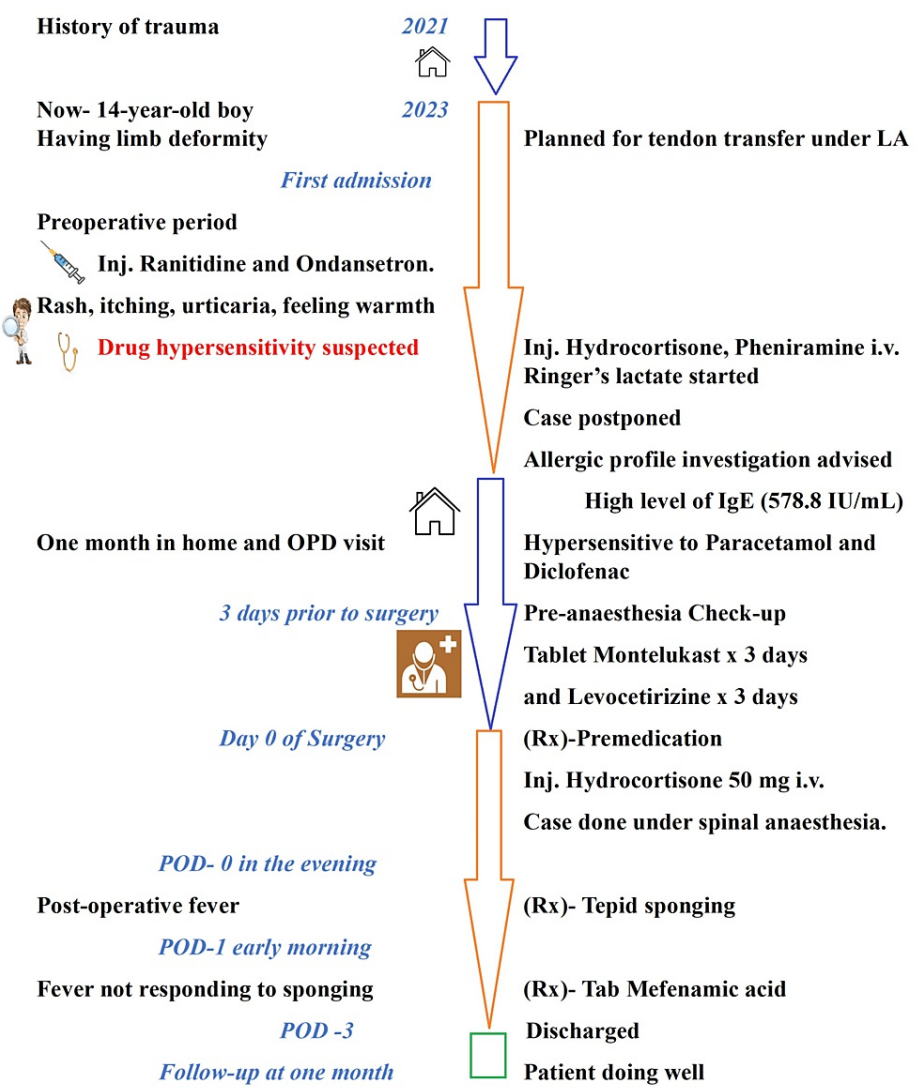 History of trauma 2021
Now- 14-year-old boy 2023
Having limb deformity Planned for tendon transfer under LA
First admission
Preoperative period
Inj. Ranitidine and Ondansetron.
Rash, itching, urticaria, feeling warmth
Drug hypersensitivity suspected Inj. Hydrocortisone, Pheniramine i.v.
Ringer's lactate started
Case postponed
Allergic profile investigation advised
High level of IgE (578.8 IU/mL)
One month in home and OPD visit Hypersensitive to Paracetamol and
Diclofenac
3 days prior to surgery Pre-anaesthesia Check-up
Tablet Montelukast x 3 days
and Levocetirizine x 3 days
Day 0 of Surgery (Rx)-Premedication
Inj. Hydrocortisone 50 mg i.v.
Case done under spinal anaesthesia.
POD- 0 in the evening
Post-operative fever (Rx)- Tepid sponging
POD-1 early morning
Fever not responding to sponging (Rx)- Tab Mefenamic acid
POD -3 Discharged
Follow-up at one month Patient doing well